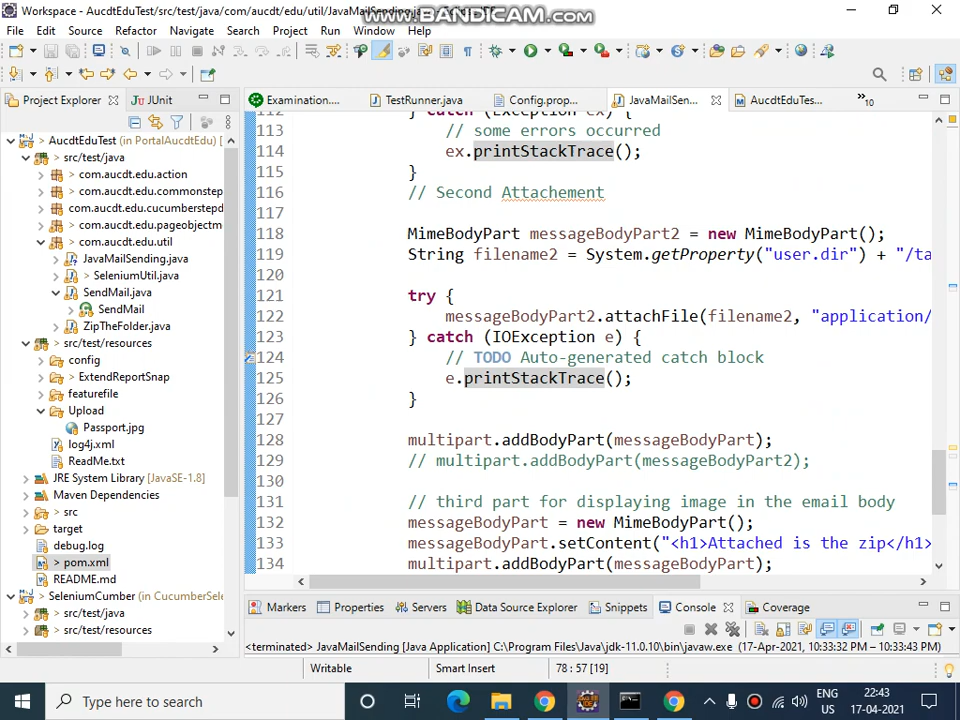 Workspace - AucdtEduTest/src/test/java/com/aucdt/edu/util/JavaMailSending.
WWW.BANDICAM.COM
File Edit Source Refactor Navigate Search Project Run Window Help
Project Explorer JUnit
Examination.... TestRunner.java Config.prop... JavaMailSen... AucdtEduTes... »10
AucdtEduTest (in PortalAucdtEdu) [
src/test/java
> com.aucdt.edu.action
> com.aucdt.edu.commonstep
com.aucdt.edu.cucumberstepd
> com.aucdt.edu.pageobjectm
> com.aucdt.edu.util
JavaMailSending.java
> SeleniumUtil.java
SendMail.java
SendMail
ZipTheFolder.java
> src/test/resources
config
> ExtendReportSnap
featurefile
Upload
Passport.jpg
log4j.xml
ReadMe.txt
JRE System Library [JavaSE-1.8]
Maven Dependencies
> src
target
debug.log
> pom.xml
README.md
SeleniumCumber (in CucumberSele
> src/test/java
> src/test/resources
112 } catch (Exception ex) {
113 // some errors occurred
114 ex.printStackTrace();
115 }
116 // Second Attachement
117
118 MimeBodyPart messageBodyPart2 = new MimeBodyPart();
119 String filename2 = System.getProperty("user.dir") + "/ta
120
121 try {
122 messageBodyPart2.attachFile(filename2, "application/
123 } catch (IOException e) {
124 // TODO Auto-generated catch block
125 e.printStackTrace();
126 }
127
128 multipart.addBodyPart(messageBodyPart);
129 // multipart.addBodyPart(messageBodyPart2);
130
131 // third part for displaying image in the email body
132 messageBodyPart = new MimeBodyPart();
133 messageBodyPart.setContent("<h1>Attached is the zip</h1>
134 multipart.addBodyPart(messageBodyPart);
Markers Properties Servers Data Source Explorer Snippets Console Coverage
<terminated> JavaMailSending [Java Application] C:\Program Files\Java\jdk-11.0.10\bin\javaw.exe (17-Apr-2021, 10:33:32 PM – 10:33:43 PM)
Writable Smart Insert 78 : 57 [19]
Type here to search
ENG
US
22:43
17-04-2021